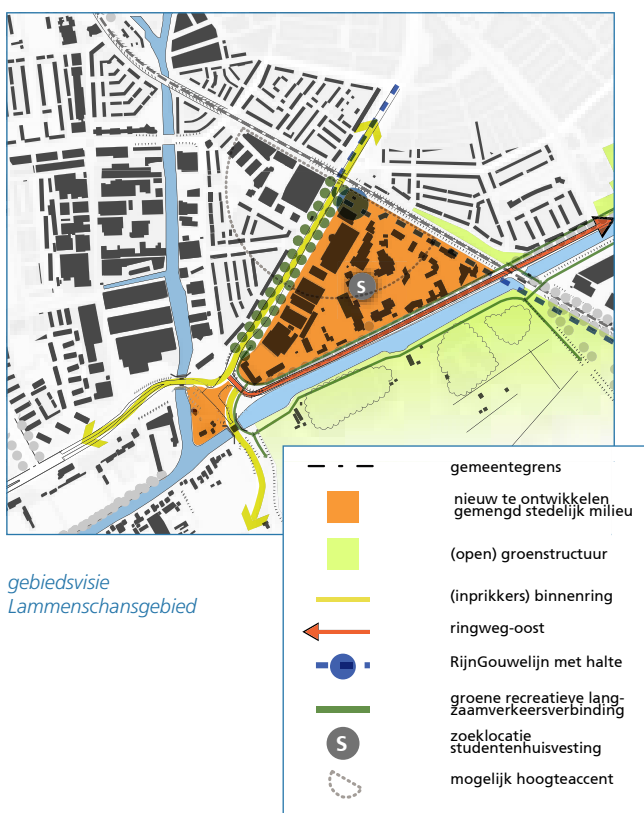 S
gebiedsvisie
Lammenschansgebied
gemeentegrens
nieuw te ontwikkelen
gemengd stedelijk milieu
(open) groenstructuur
(inprikkers) binnenring
ringweg-oost
RijnGouwelijn met halte
groene recreatieve lang-
zaamverkeersverbinding
S
zoeklocatie
studentenhuisvesting
mogelijk hoogteaccent